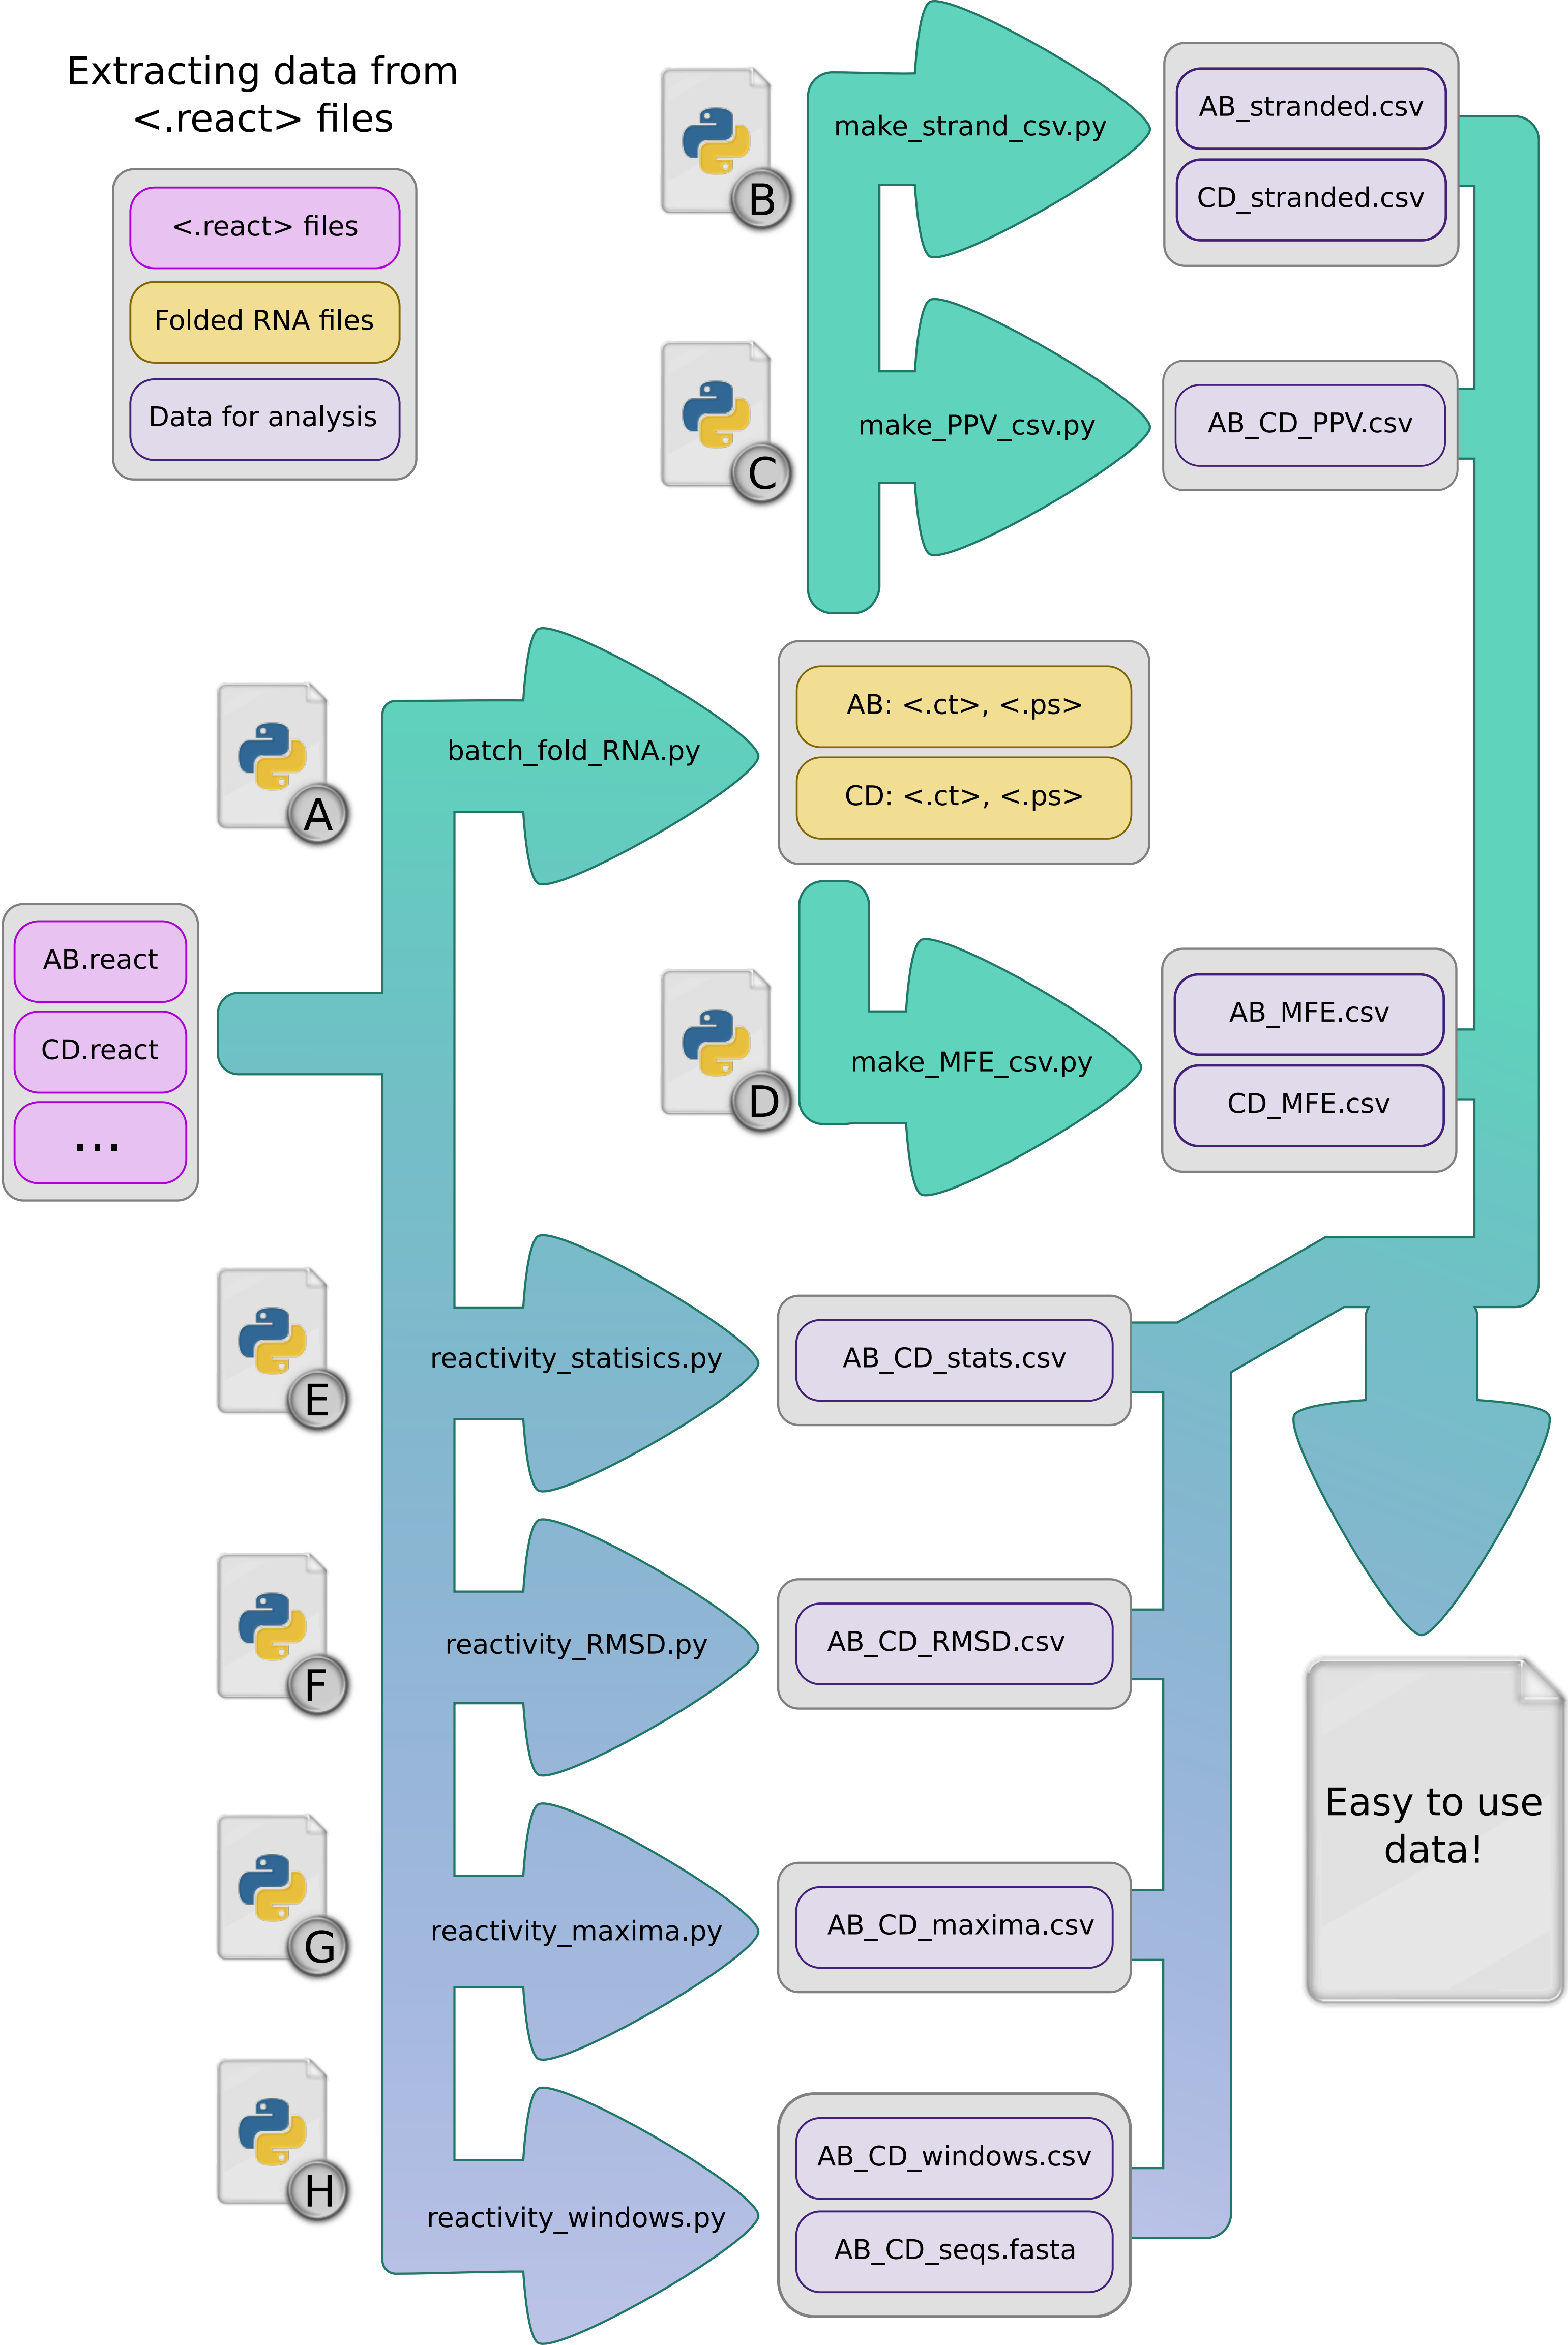 Extracting data from
<.react> files
<.react> files
Folded RNA files
Data for analysis
B
make_strand_csv.py
AB_stranded.csv
CD_stranded.csv
C
make_PPV_csv.py
AB_CD_PPV.csv
A
batch_fold_RNA.py
AB: <.ct>, <.ps>
CD: <.ct>, <.ps>
AB.react
CD.react
...
D
make_MFE_csv.py
AB_MFE.csv
CD_MFE.csv
E
reactivity_statisics.py
AB_CD_stats.csv
F
reactivity_RMSD.py
AB_CD_RMSD.csv
G
reactivity_maxima.py
AB_CD_maxima.csv
H
reactivity_windows.py
AB_CD_windows.csv
AB_CD_seqs.fasta
Easy to use
data!